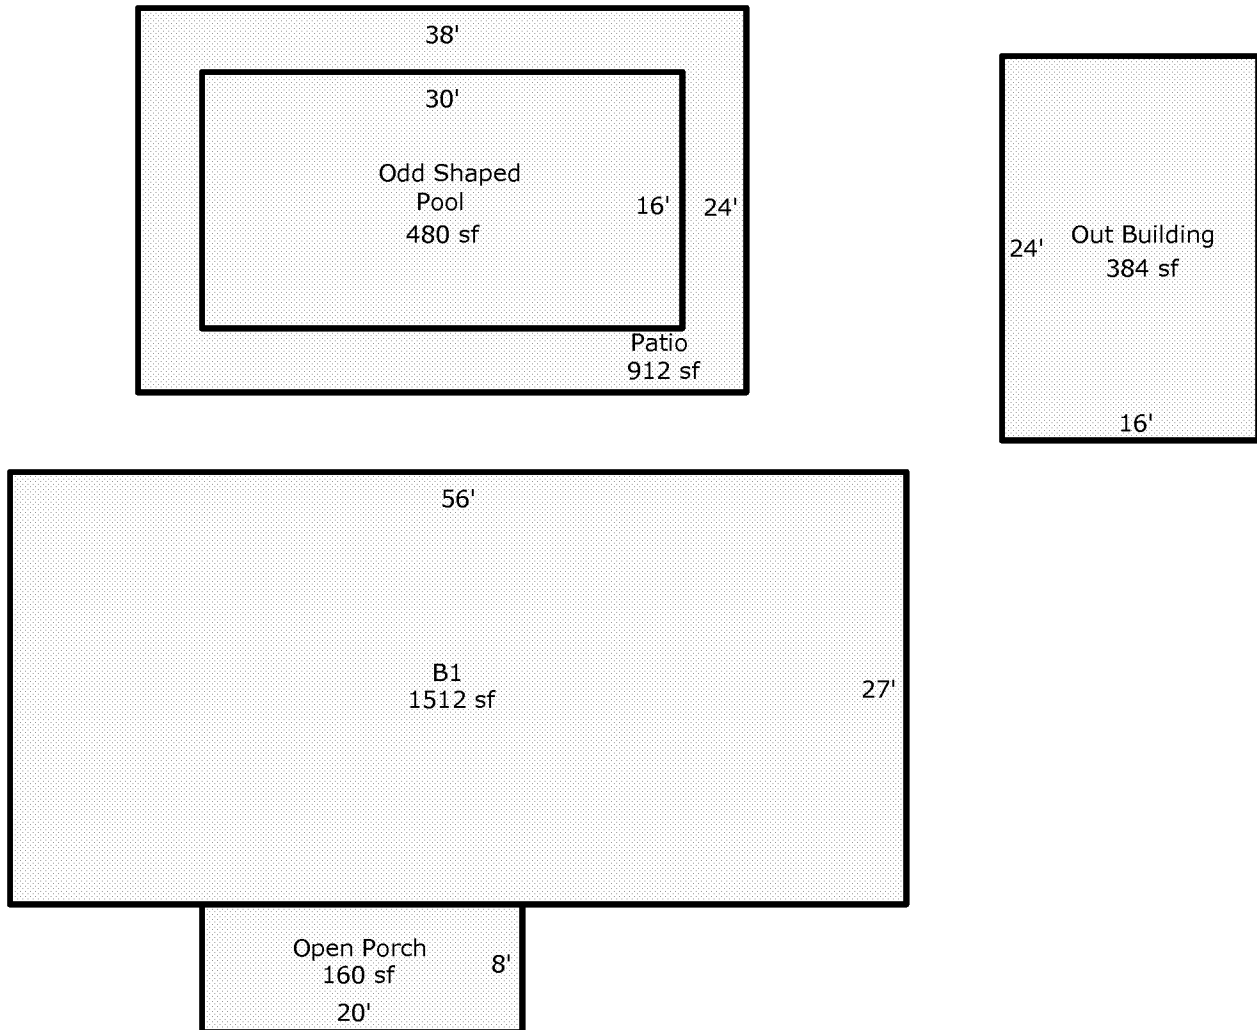 38'
30'
Odd Shaped
Pool
480 sf
16'
24'
Patio
912 sf
24'
Out Building
384 sf
16'
56'
B1
1512 sf
27'
Open Porch
160 sf
8'
20'